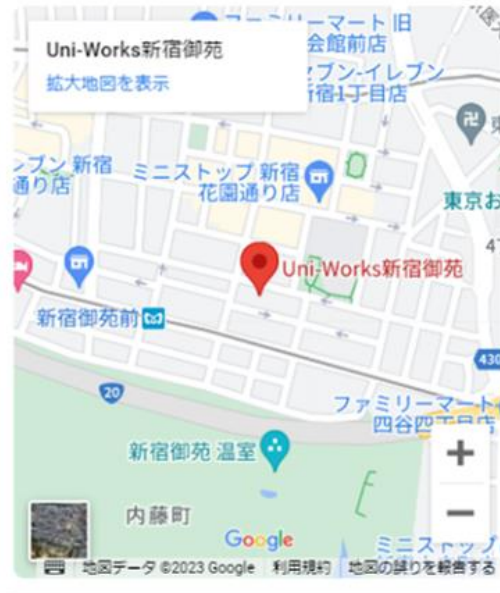 ファミリーマート 旧
会館前店
Uni-Works新宿御苑
拡大地図を表示
ブン-イレブン
宿1丁目店
卍
レブン 新宿
通り店
ミニストップ 新宿
花園通り店
東京お
47
Uni-Works新宿御苑
新宿御苑前
430
20
ファミリーマート
四谷四丁目店
新宿御苑 温室
+
−
内藤町
Google
ミニストップ
地図データ ©2023 Google
利用規約
地図の誤りを報告する